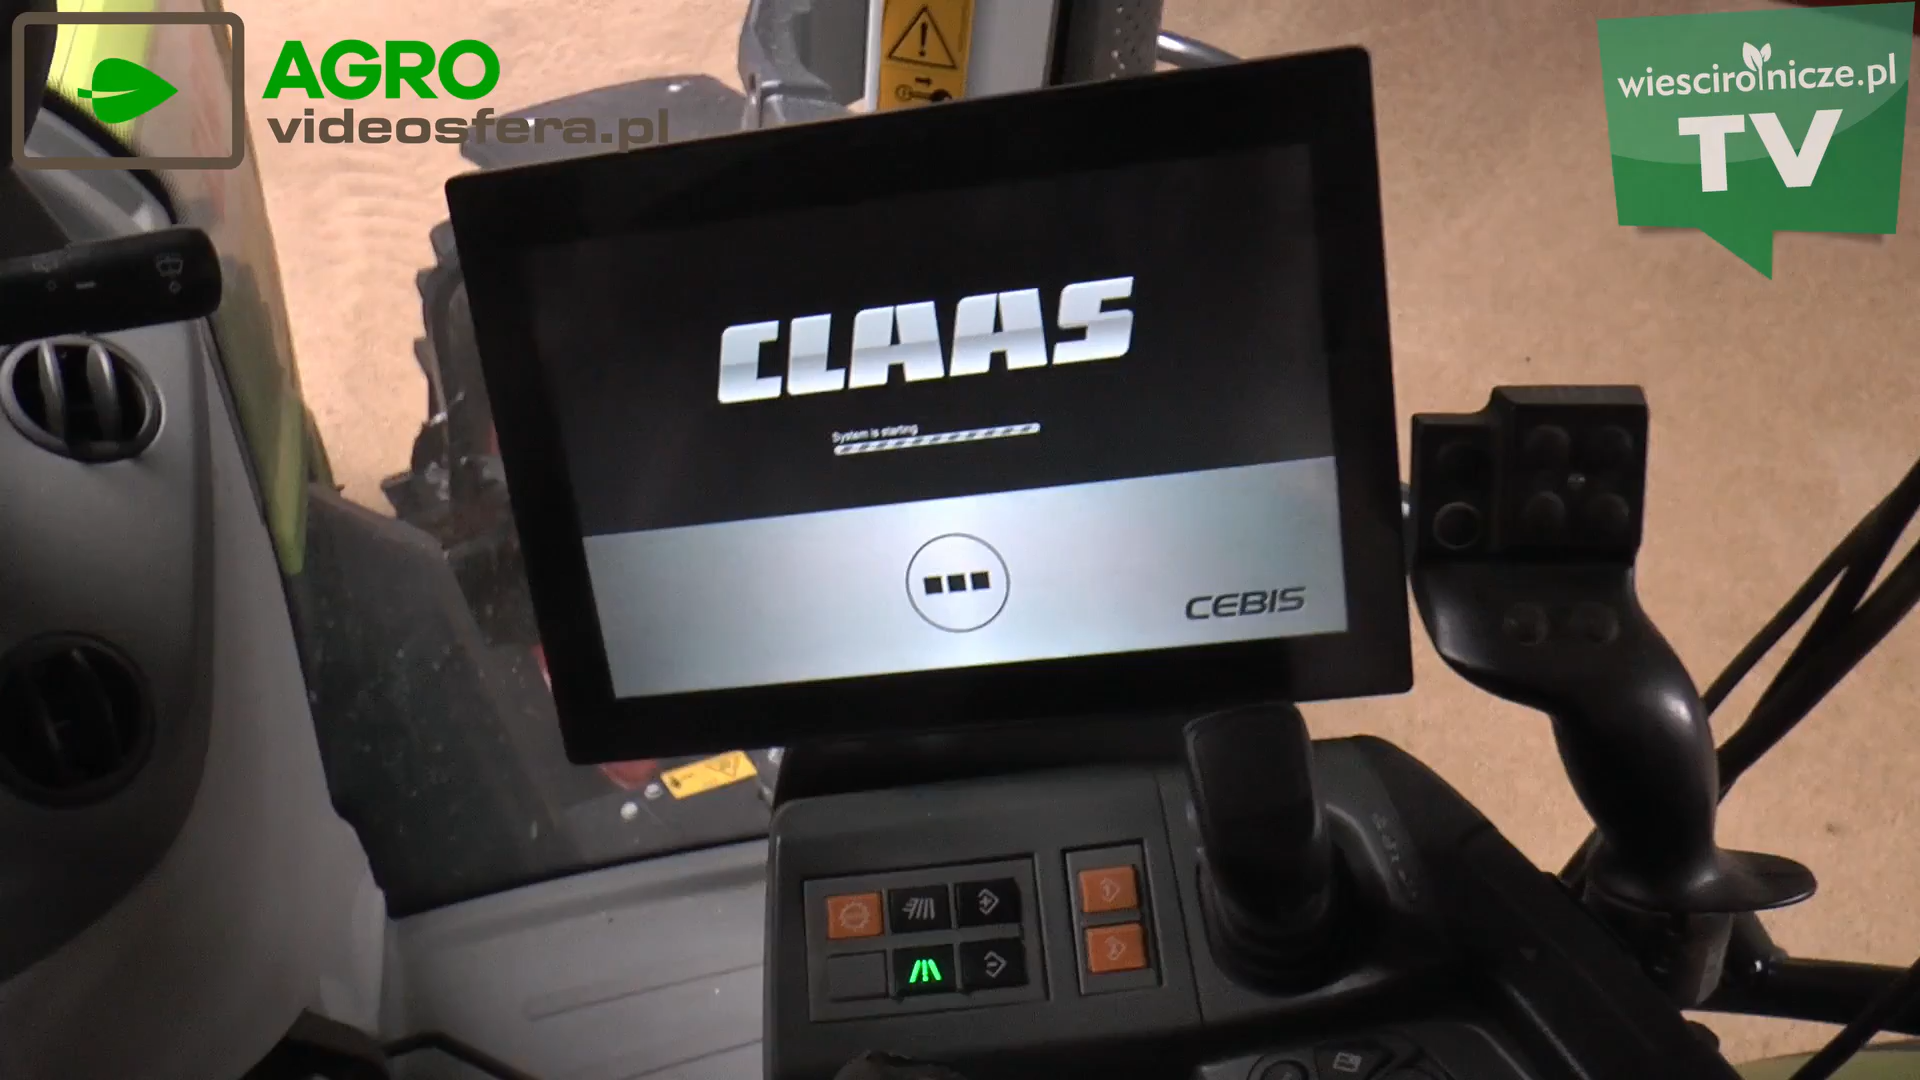 AGRO
videosfera.pl
wiescirolnicze.pl
TV
CLAAS
System is starting
CEBIS